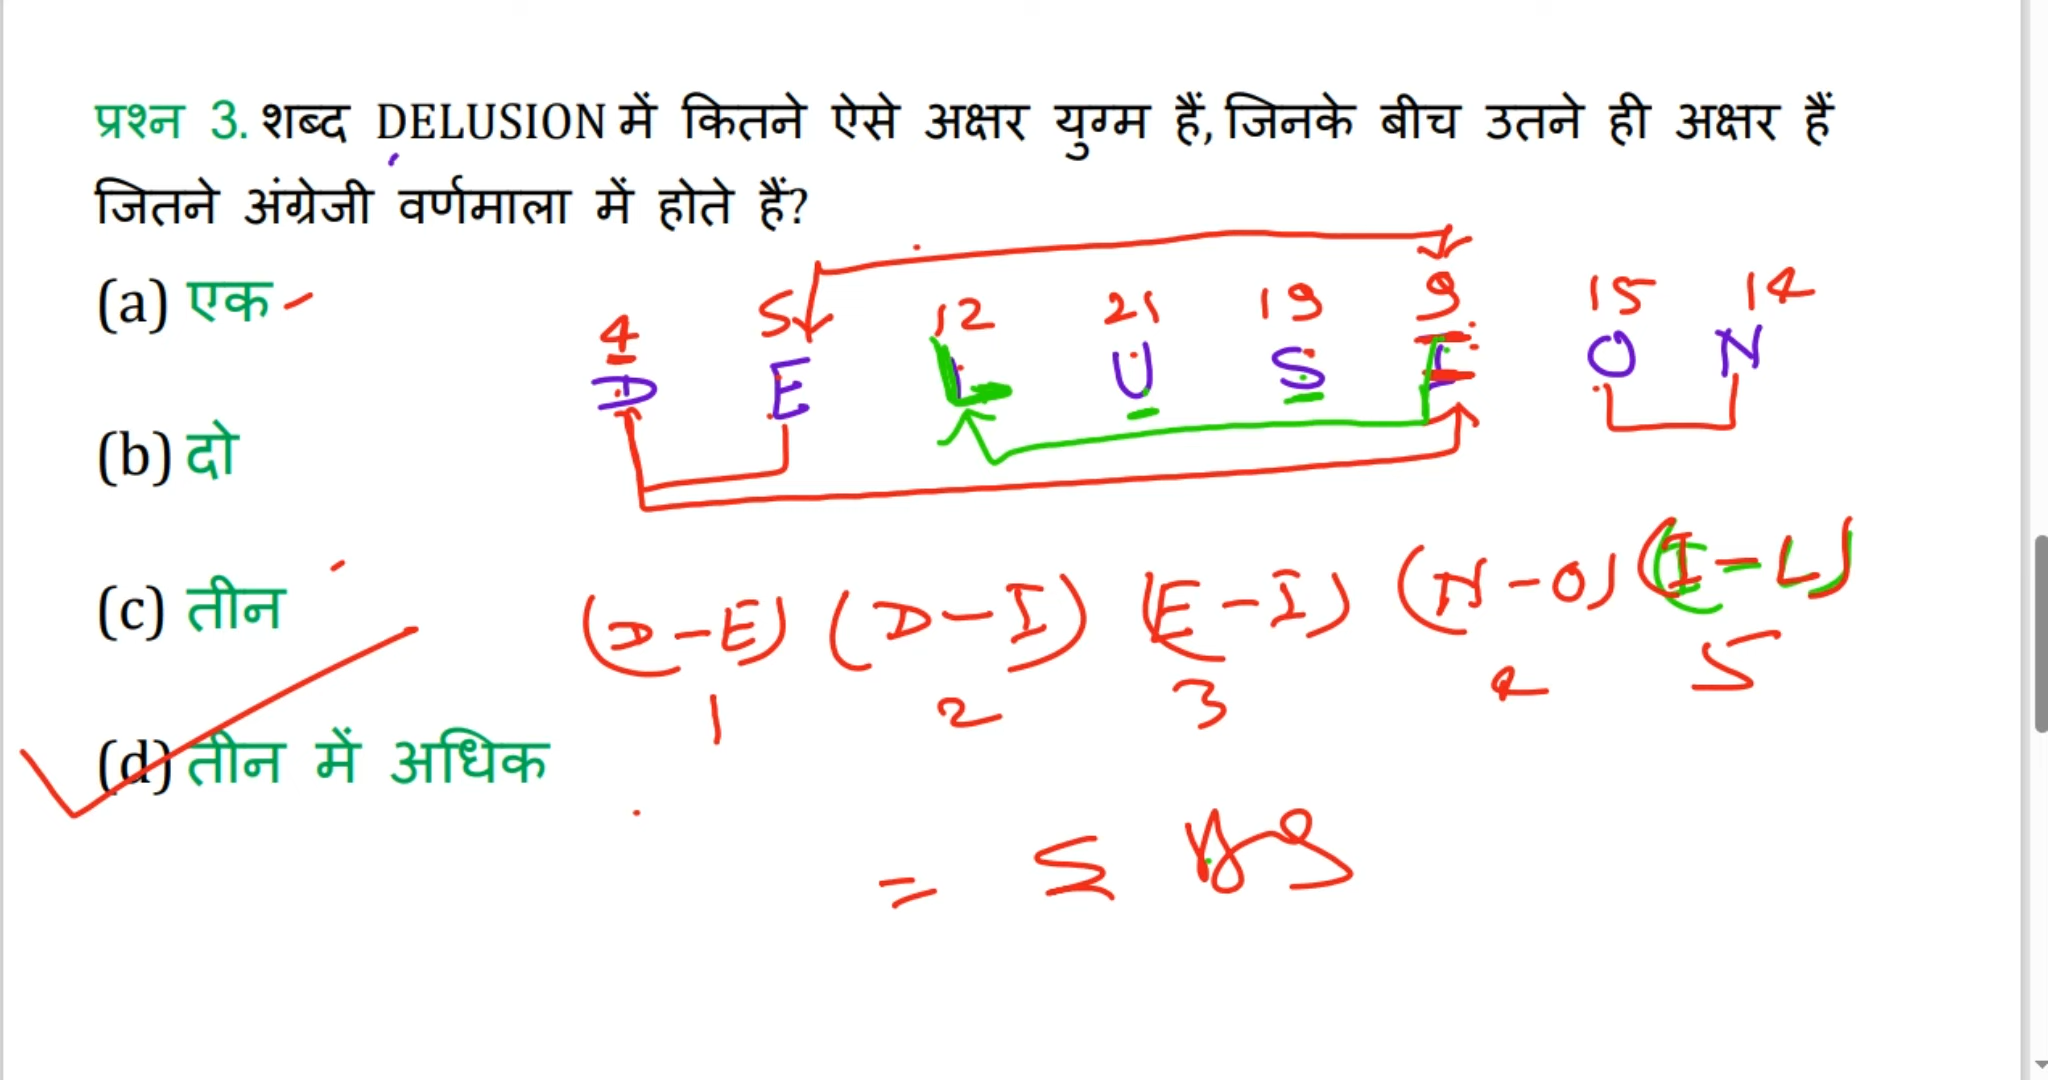 प्रश्न 3. शब्द DELUSION में कितने ऐसे अक्षर युग्म हैं, जिनके बीच उतने ही अक्षर हैं
जितने अंग्रेजी वर्णमाला में होते हैं?
(a) एक
4 5 12 21 19 9 15 14
D E L U S I O N
(b) दो
(c) तीन
(D-E) (D-I) (E-I) (N-O) (I-L)
1 2 3 4 5
(d) तीन में अधिक
= 5